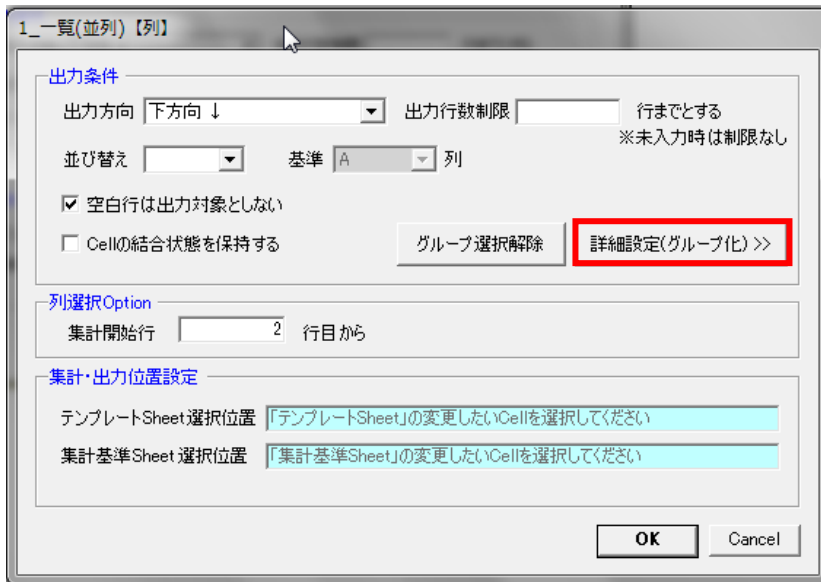 1_一覧(並列)【列】
出力条件
出力方向 下方向 ↓ 出力行数制限 行までとする
※未入力時は制限なし
並び替え 基準 A 列
空白行は出力対象としない
Cellの結合状態を保持する グループ選択解除 詳細設定(グループ化) >>
列選択Option
集計開始行 2 行目から
集計・出力位置設定
テンプレートSheet選択位置 「テンプレートSheet」の変更したいCellを選択してください
集計基準Sheet選択位置 「集計基準Sheet」の変更したいCellを選択してください
OK Cancel